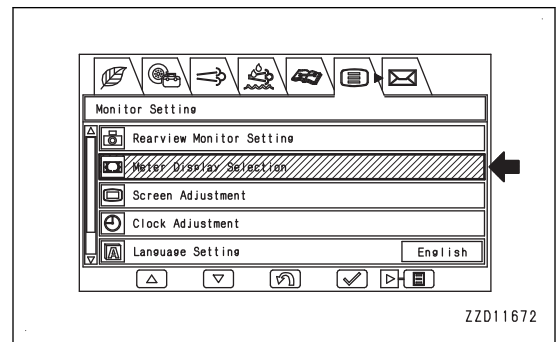 Monitor Setting
Rearview Monitor Setting
Meter Display Selection
Screen Adjustment
Clock Adjustment
Language Setting English
ZZD11672